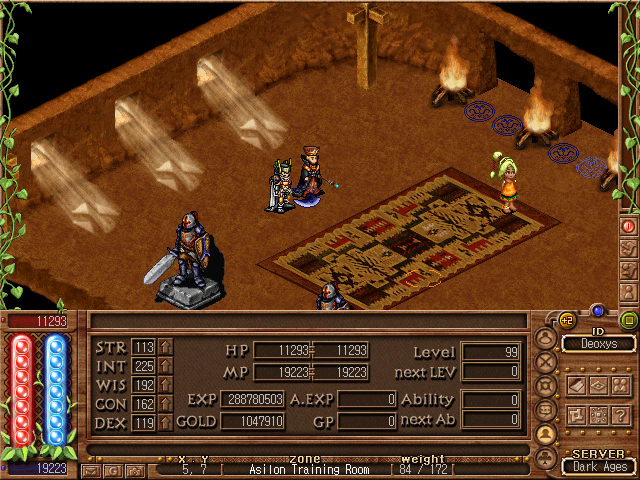 +2
11293
ID
Deoxys
STR 113 HP 11293 11293 Level 99
INT 225 MP 19223 19223 next LEV 0
WIS 192
CON 162 EXP 288780503 A.EXP 0 Ability 0
DEX 119 GOLD 1047910 GP 0 next Ab 0
19223
G
?
x . y zone weight
5, 7 Asilon Training Room 84 / 172
SERVER
Dark Ages